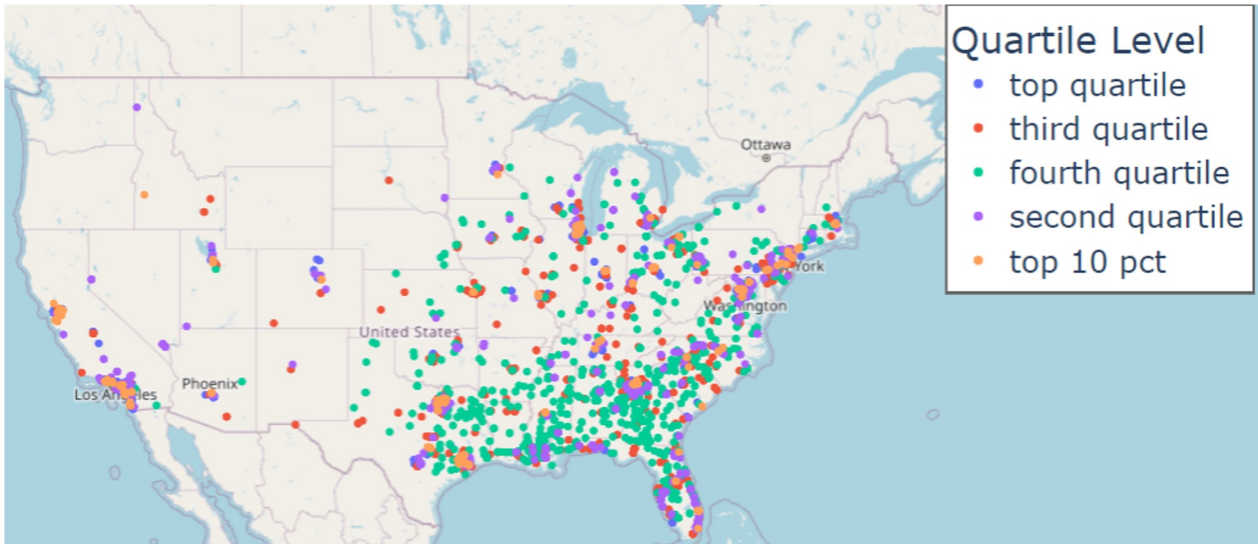 Quartile Level
top quartile
third quartile
fourth quartile
second quartile
top 10 pct
Ottawa
York
Washington
United States
Phoenix
Los Angeles